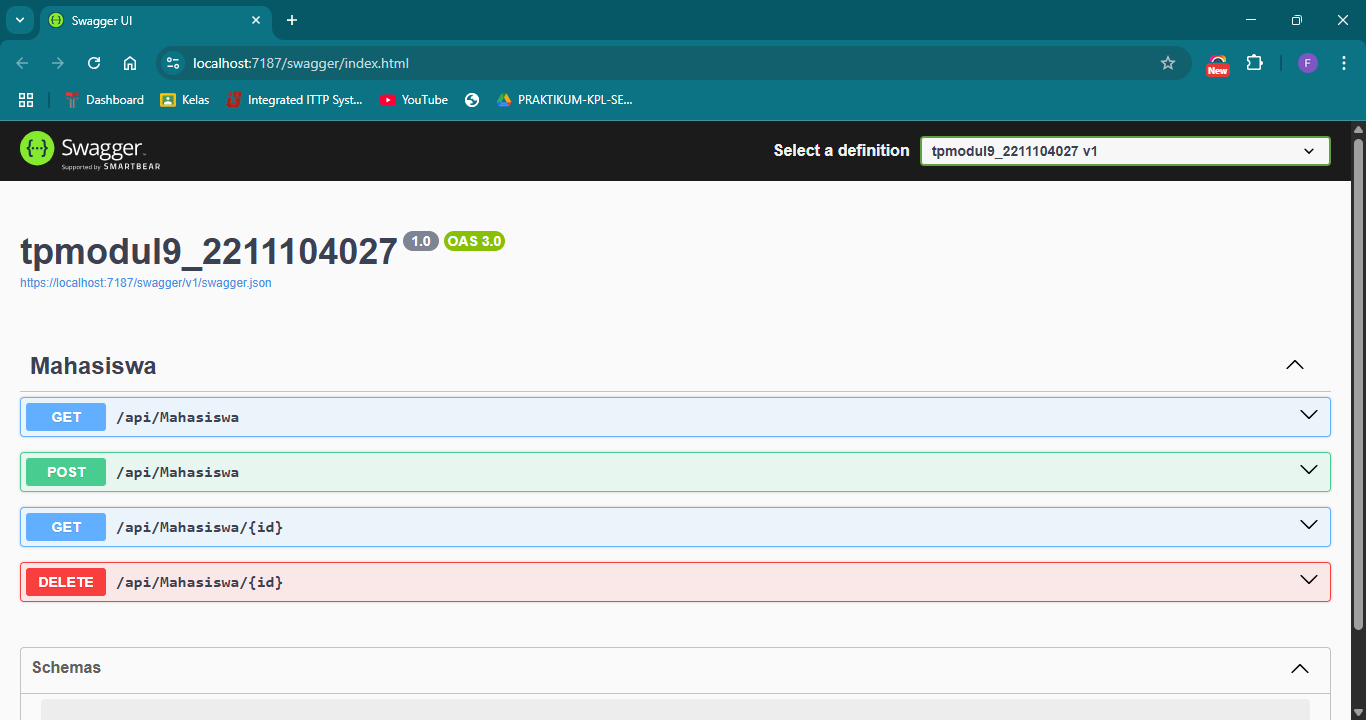 Swagger UI
localhost:7187/swagger/index.html
New
F
Dashboard
Kelas
Integrated ITTP Syst...
YouTube
PRAKTIKUM-KPL-SE...
Swagger
Supported by SMARTBEAR
Select a definition
tpmodul9_2211104027 v1
tpmodul9_2211104027 1.0 OAS 3.0
https://localhost:7187/swagger/v1/swagger.json
Mahasiswa
GET /api/Mahasiswa
POST /api/Mahasiswa
GET /api/Mahasiswa/{id}
DELETE /api/Mahasiswa/{id}
Schemas